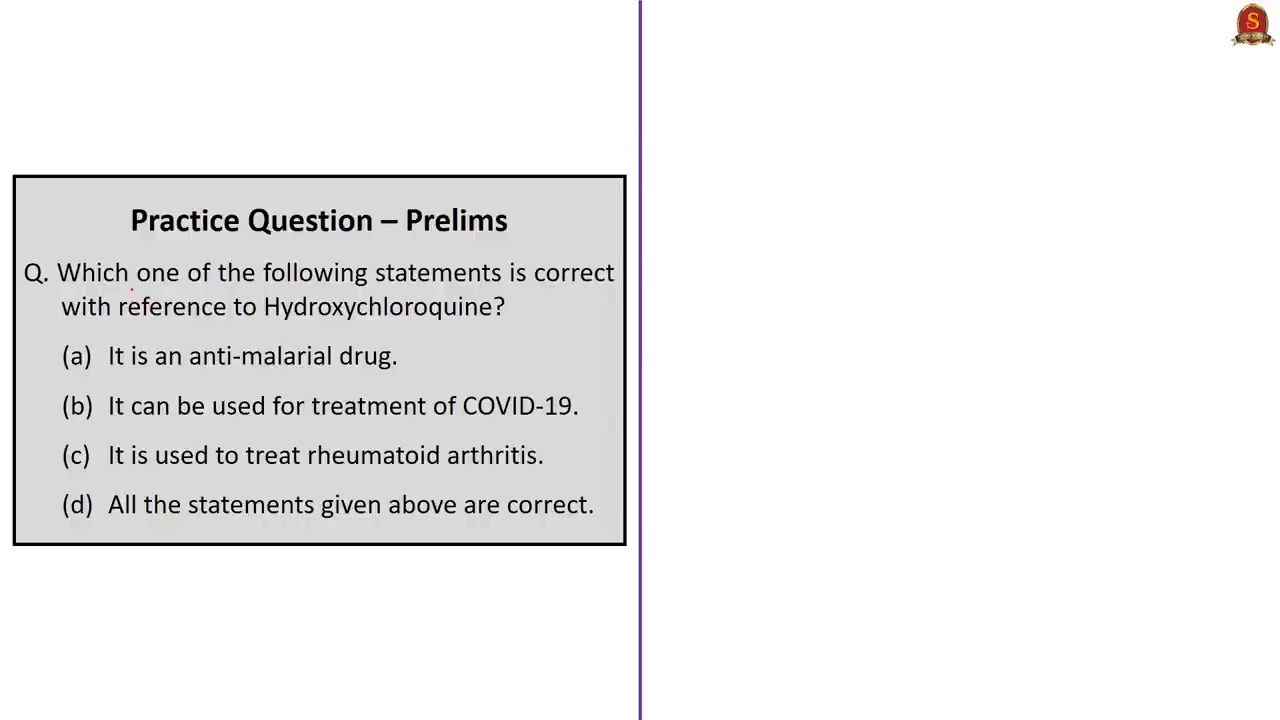 S
Practice Question – Prelims
Q. Which one of the following statements is correct
with reference to Hydroxychloroquine?
(a) It is an anti-malarial drug.
(b) It can be used for treatment of COVID-19.
(c) It is used to treat rheumatoid arthritis.
(d) All the statements given above are correct.